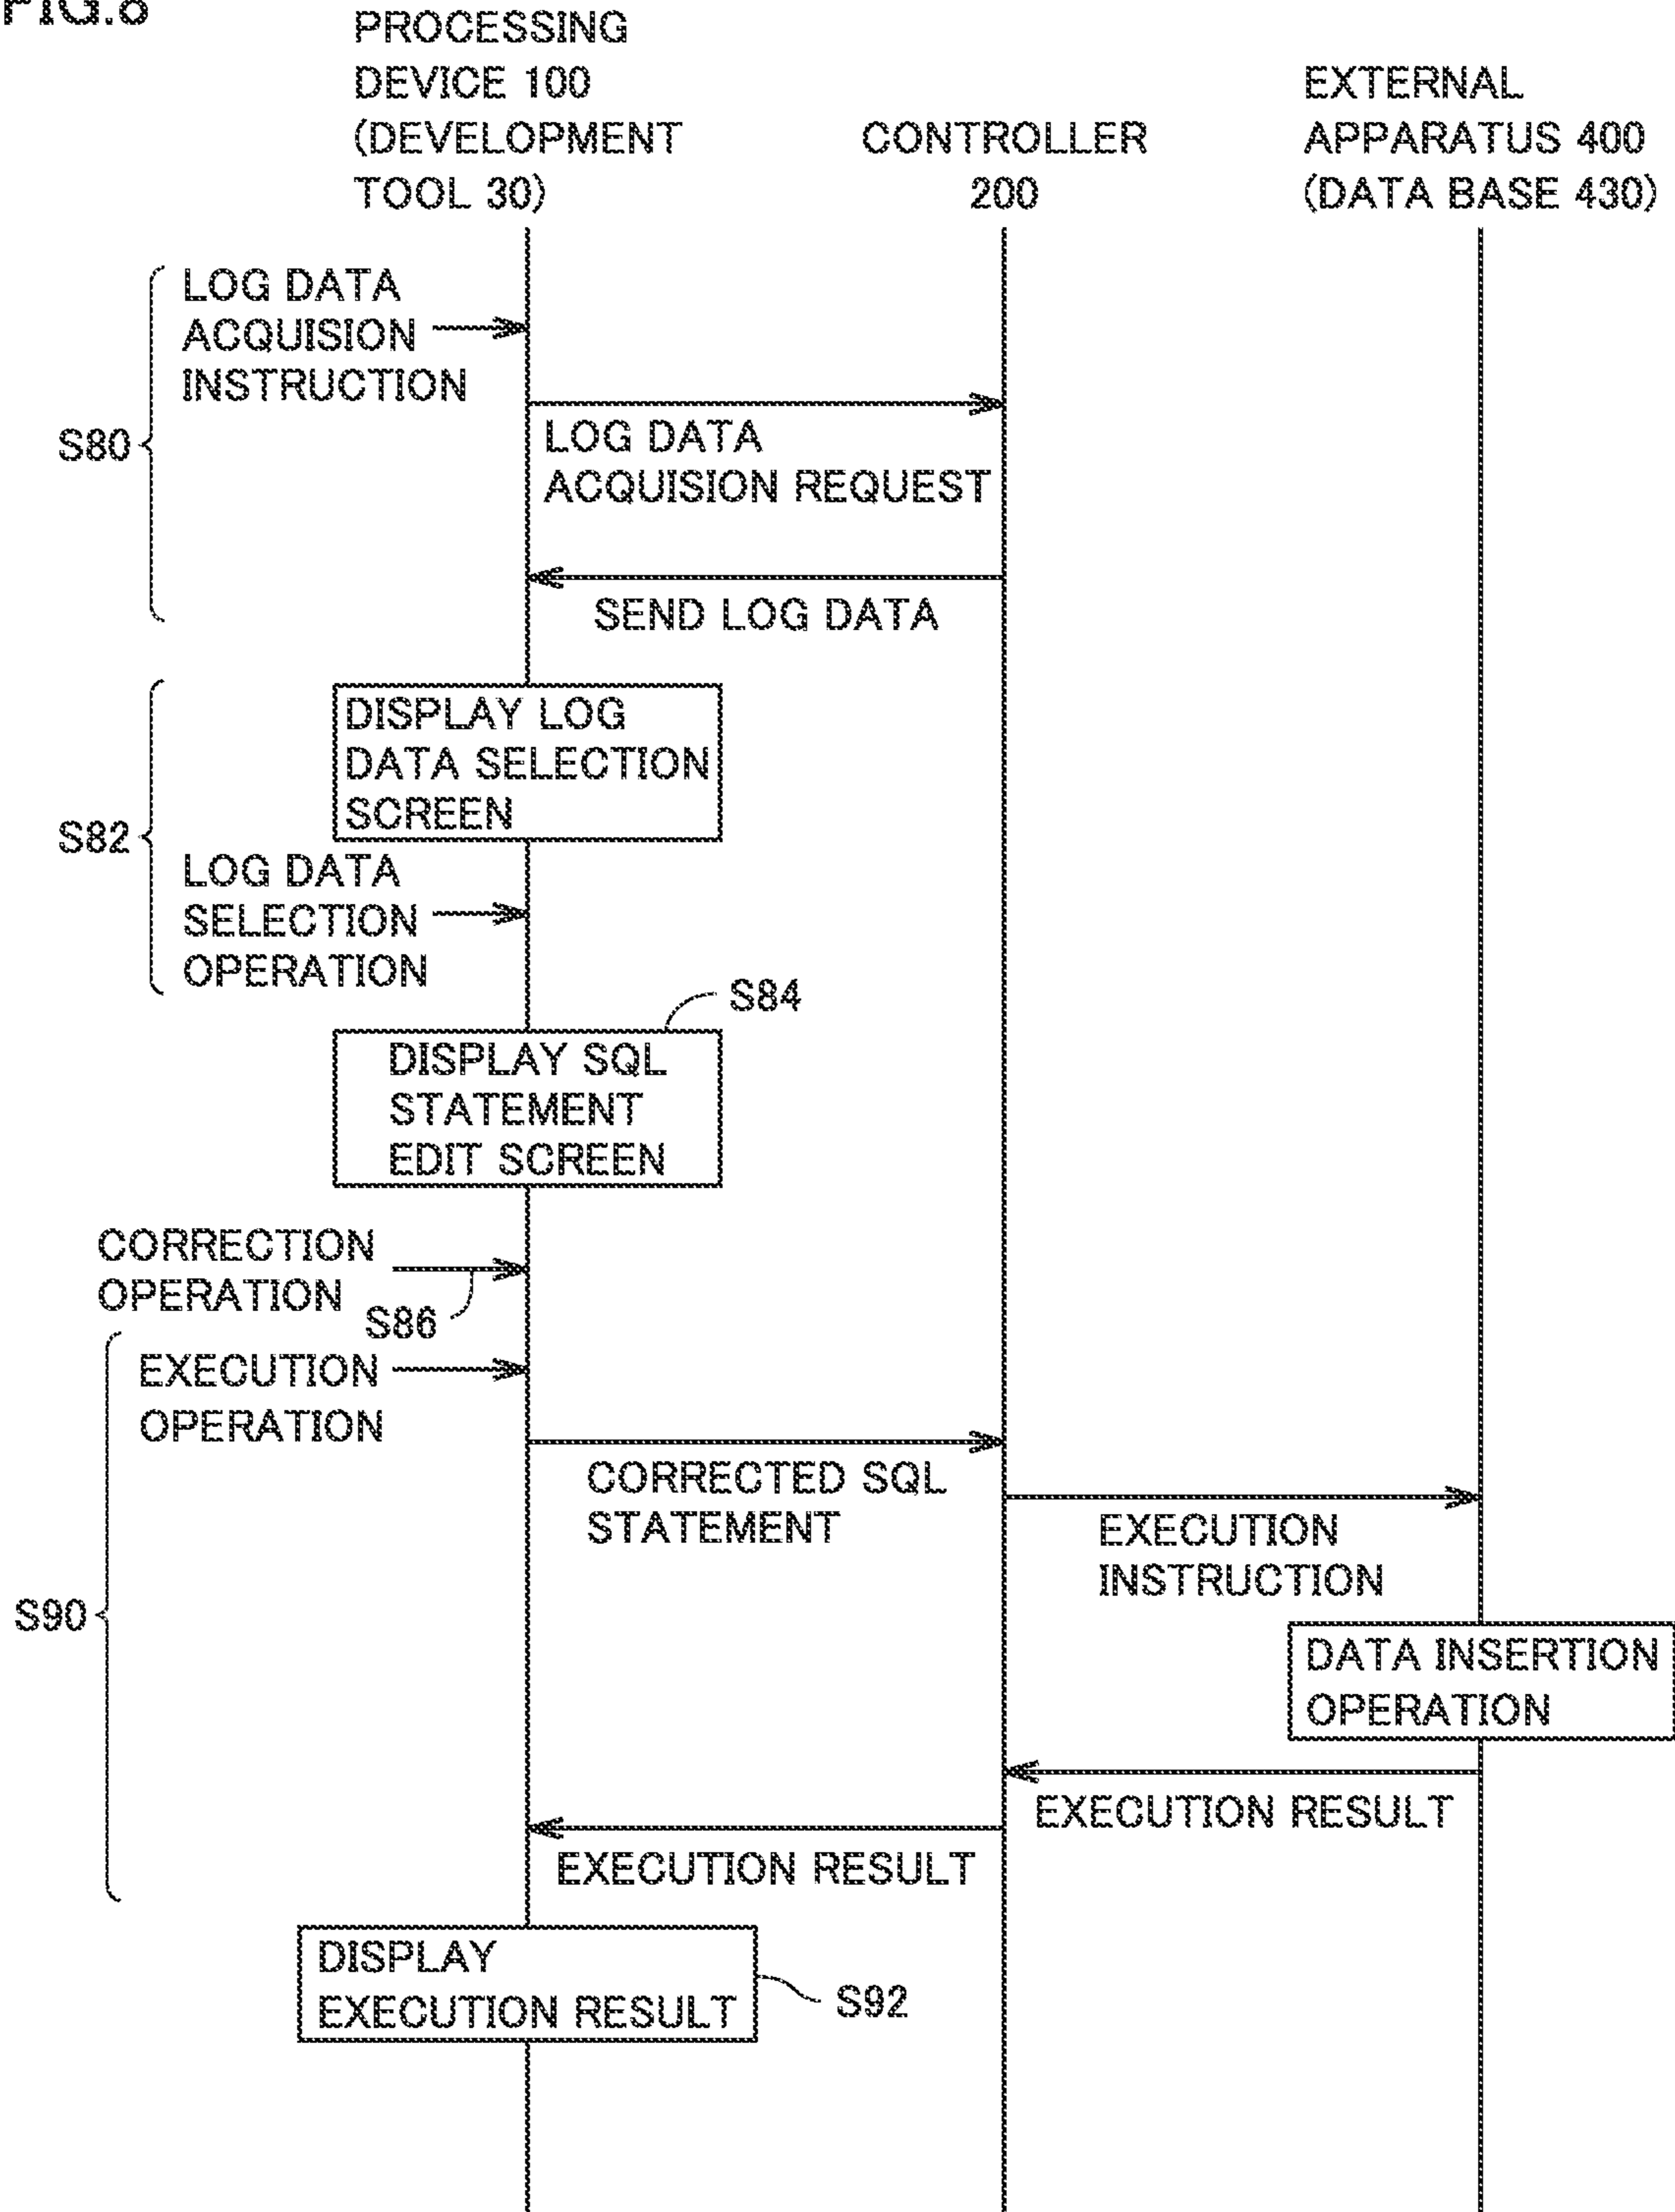 FIG.8
PROCESSING
DEVICE 100
(DEVELOPMENT
TOOL 30)
CONTROLLER
200
EXTERNAL
APPARATUS 400
(DATA BASE 430)
LOG DATA
ACQUISION
INSTRUCTION
S80
LOG DATA
ACQUISION REQUEST
SEND LOG DATA
DISPLAY LOG
DATA SELECTION
SCREEN
S82
LOG DATA
SELECTION
OPERATION
S84
DISPLAY SQL
STATEMENT
EDIT SCREEN
CORRECTION
OPERATION
S86
EXECUTION
OPERATION
CORRECTED SQL
STATEMENT
EXECUTION
INSTRUCTION
S90
DATA INSERTION
OPERATION
EXECUTION RESULT
EXECUTION RESULT
DISPLAY
EXECUTION RESULT
S92